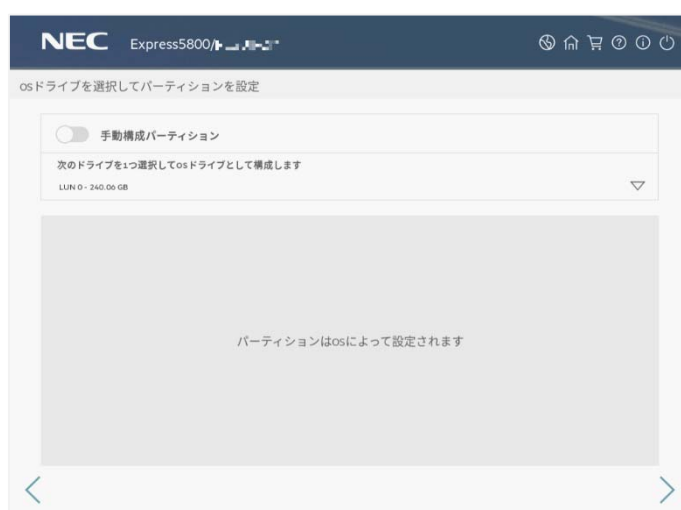 NEC
Express5800/
OSドライブを選択してパーティションを設定
手動構成パーティション
次のドライブを1つ選択してOSドライブとして構成します
LUN 0 - 240.06 GB
パーティションはOSによって設定されます